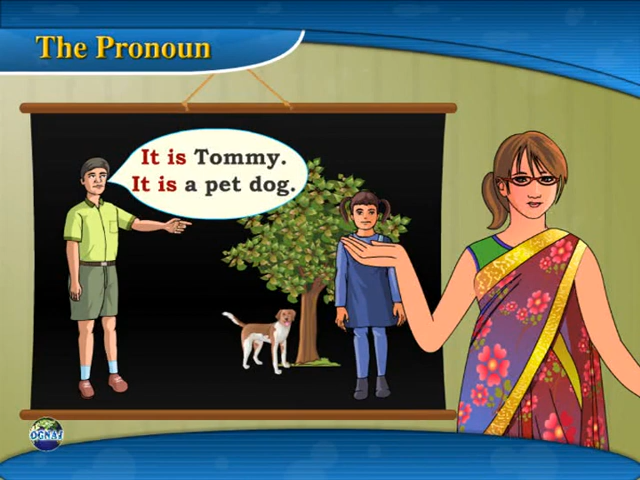 The Pronoun
It is Tommy.
It is a pet dog.